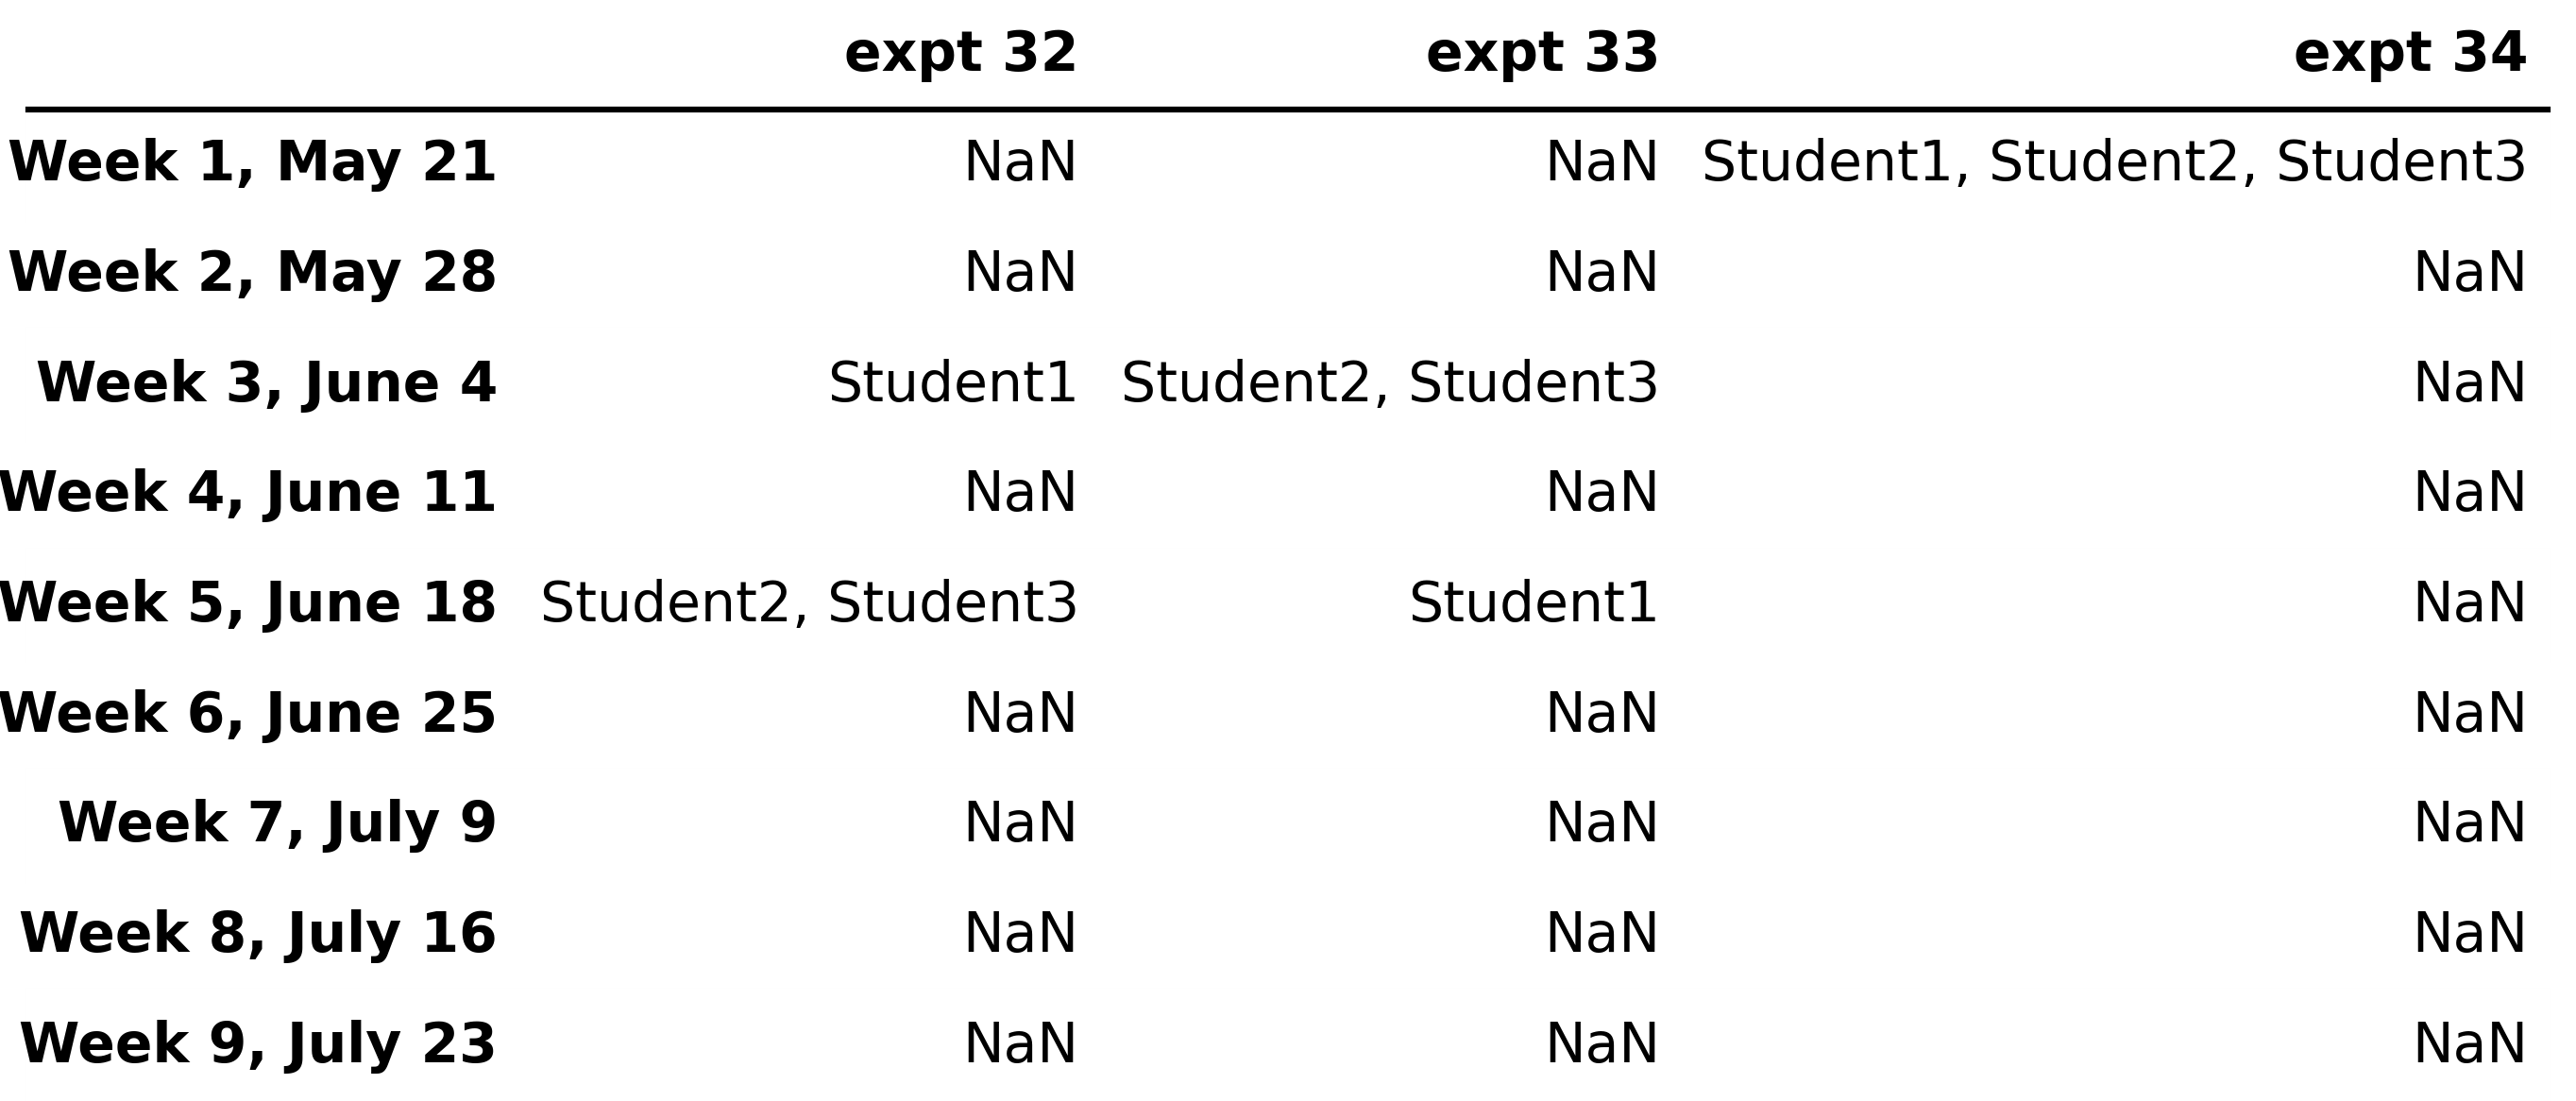 expt 32 expt 33 expt 34
Week 1, May 21 NaN NaN Student1, Student2, Student3
Week 2, May 28 NaN NaN NaN
Week 3, June 4 Student1 Student2, Student3 NaN
Week 4, June 11 NaN NaN NaN
Week 5, June 18 Student2, Student3 Student1 NaN
Week 6, June 25 NaN NaN NaN
Week 7, July 9 NaN NaN NaN
Week 8, July 16 NaN NaN NaN
Week 9, July 23 NaN NaN NaN